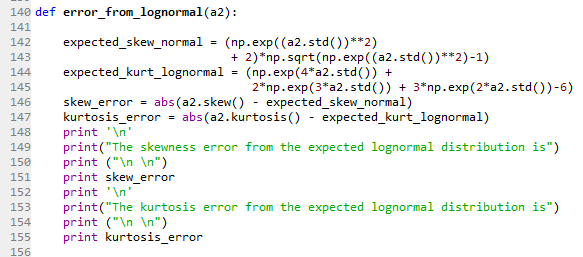 140 def error_from_lognormal(a2):
141
142     expected_skew_normal = (np.exp((a2.std())**2)
143                           + 2)*np.sqrt(np.exp((a2.std())**2)-1)
144     expected_kurt_lognormal = (np.exp(4*a2.std()) +
145                             2*np.exp(3*a2.std()) + 3*np.exp(2*a2.std())-6)
146     skew_error = abs(a2.skew() - expected_skew_normal)
147     kurtosis_error = abs(a2.kurtosis() - expected_kurt_lognormal)
148     print '\n'
149     print("The skewness error from the expected lognormal distribution is")
150     print ("\n \n")
151     print skew_error
152     print '\n'
153     print("The kurtosis error from the expected lognormal distribution is")
154     print ("\n \n")
155     print kurtosis_error
156